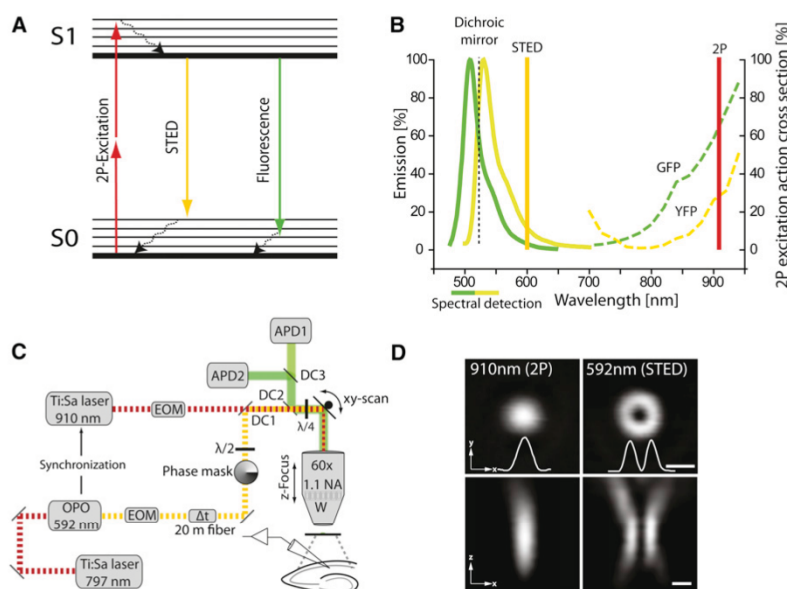 A
S1
2P-Excitation
STED
Fluorescence
S0
B
Dichroic
mirror
STED
2P
100
80
60
40
20
0
Emission [%]
GFP
YFP
100
80
60
40
20
0
2P excitation action cross section [%]
500
600
700
800
900
Spectral detection
Wavelength [nm]
C
APD1
APD2
DC3
DC2
DC1
xy-scan
λ/4
Ti:Sa laser
910 nm
EOM
λ/2
Synchronization
Phase mask
z-Focus
60x
1.1 NA
W
OPO
592 nm
EOM
Δt
20 m fiber
Ti:Sa laser
797 nm
D
910nm (2P)
592nm (STED)
y
x
z
x